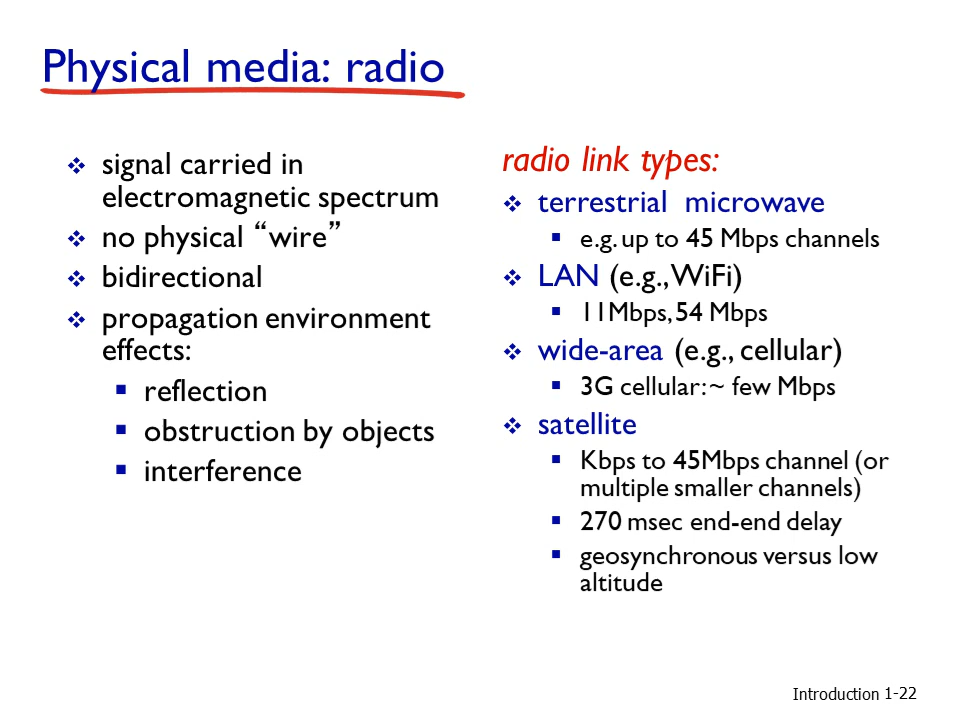 Physical media: radio
❖ signal carried in
electromagnetic spectrum
❖ no physical “wire”
❖ bidirectional
❖ propagation environment
effects:
▪ reflection
▪ obstruction by objects
▪ interference
radio link types:
❖ terrestrial microwave
▪ e.g. up to 45 Mbps channels
❖ LAN (e.g., WiFi)
▪ 11Mbps, 54 Mbps
❖ wide-area (e.g., cellular)
▪ 3G cellular: ~ few Mbps
❖ satellite
▪ Kbps to 45Mbps channel (or
multiple smaller channels)
▪ 270 msec end-end delay
▪ geosynchronous versus low
altitude
Introduction 1-22